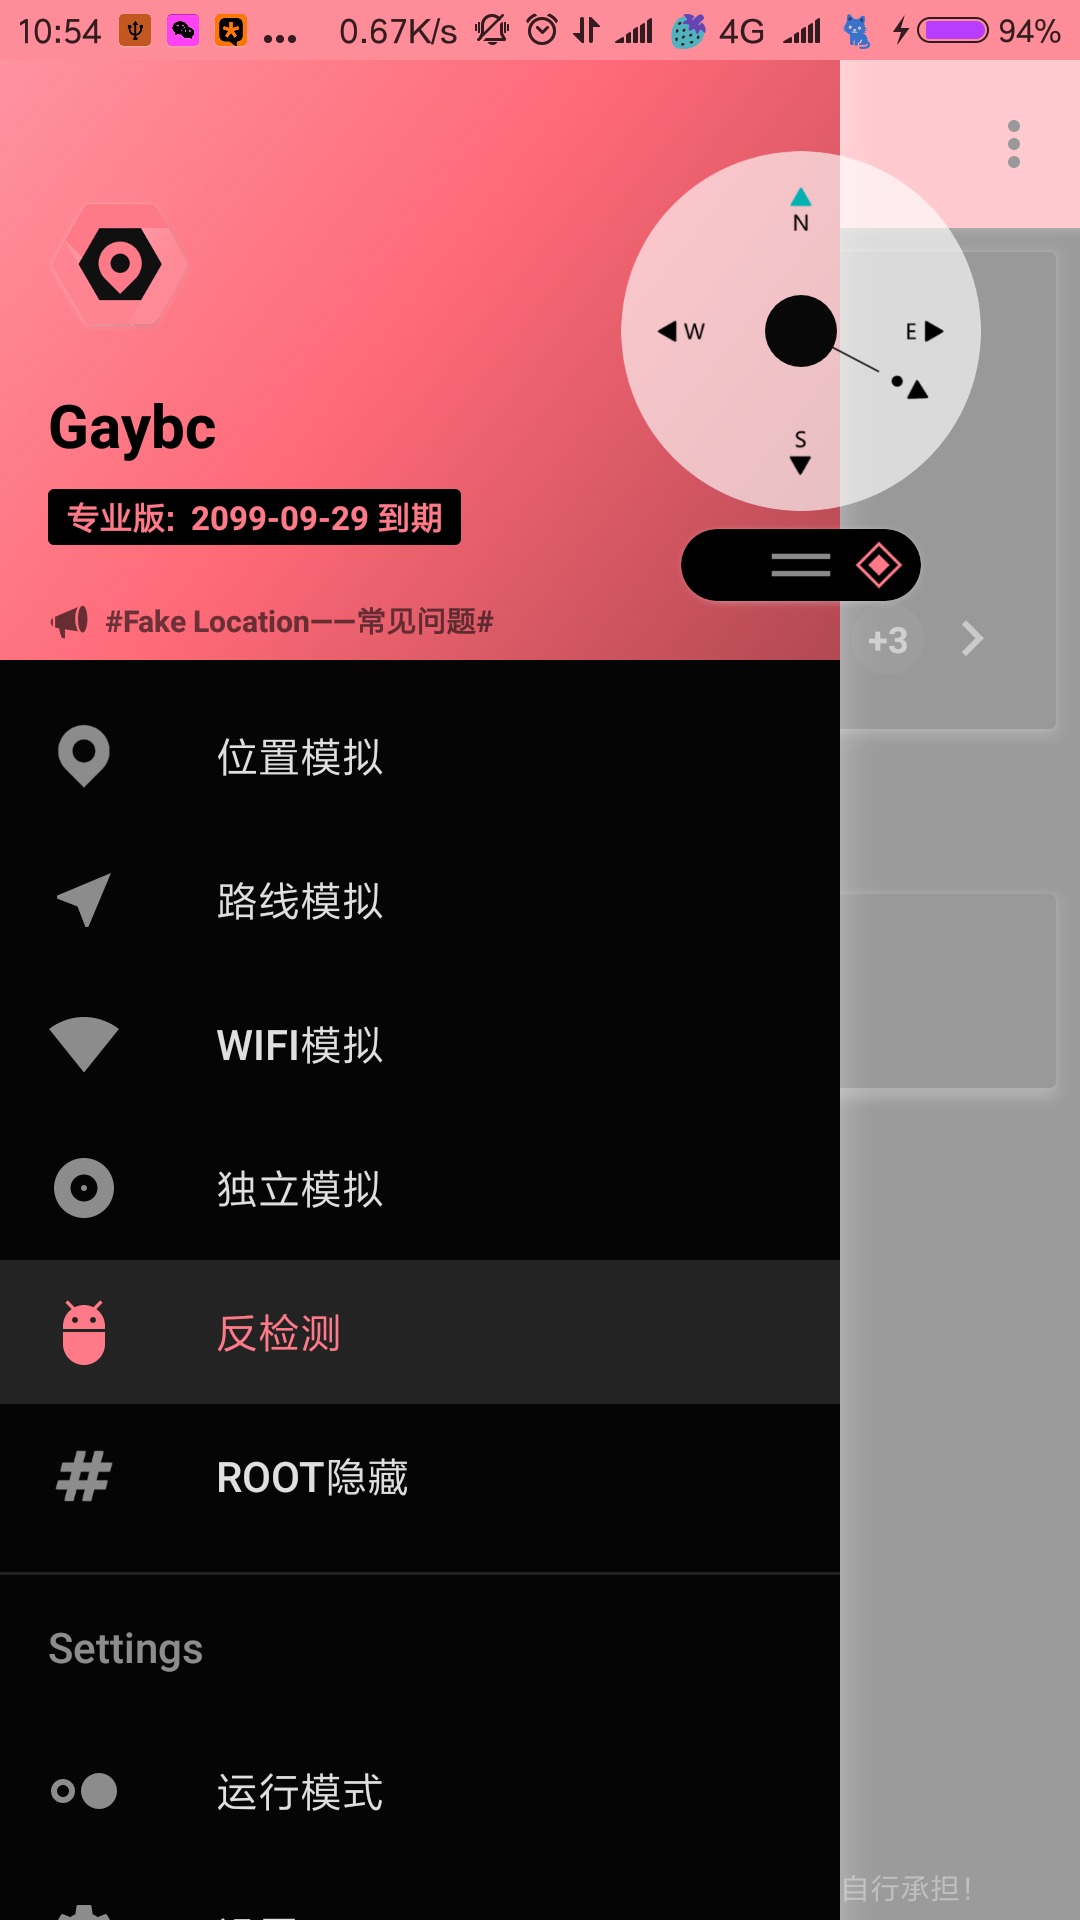 10:54 0.67K/s 4G 94%
N
W
E
S
Gaybc
专业版: 2099-09-29 到期
#Fake Location——常见问题#
+3
位置模拟
路线模拟
WIFI模拟
独立模拟
反检测
ROOT隐藏
Settings
运行模式
自行承担!